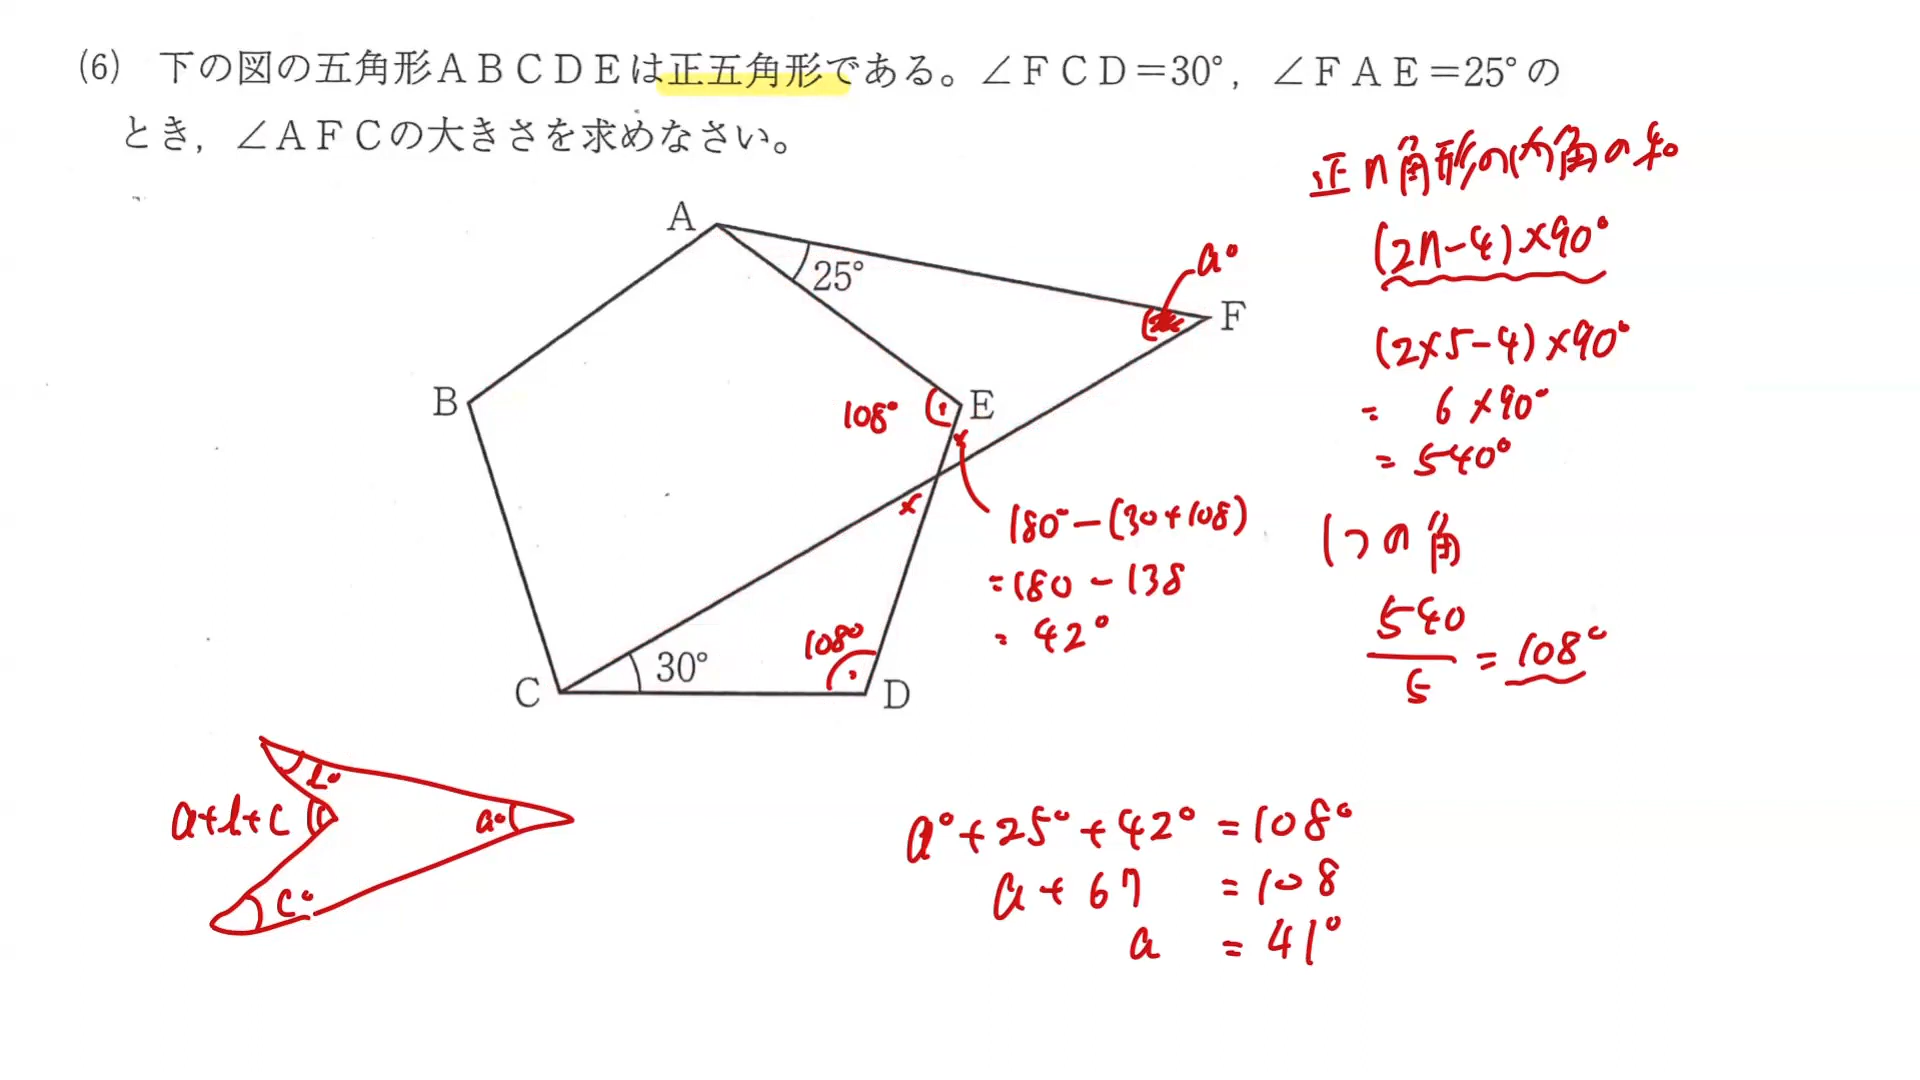 (6) 下の図の五角形ABCDEは正五角形である。∠FCD=30°, ∠FAE=25°の
とき, ∠AFCの大きさを求めなさい。
正n角形の内角の和
(2n-4)×90°
(2×5-4)×90°
= 6×90°
= 540°
1つの角
540/5 = 108°
A
25°
a°
F
B
108°
E
×
×
180°-(30+108)
=180-138
= 42°
108°
30°
C
D
b°
a+b+c
a°
c°
a°+25°+42°=108°
a+67 =108
a =41°